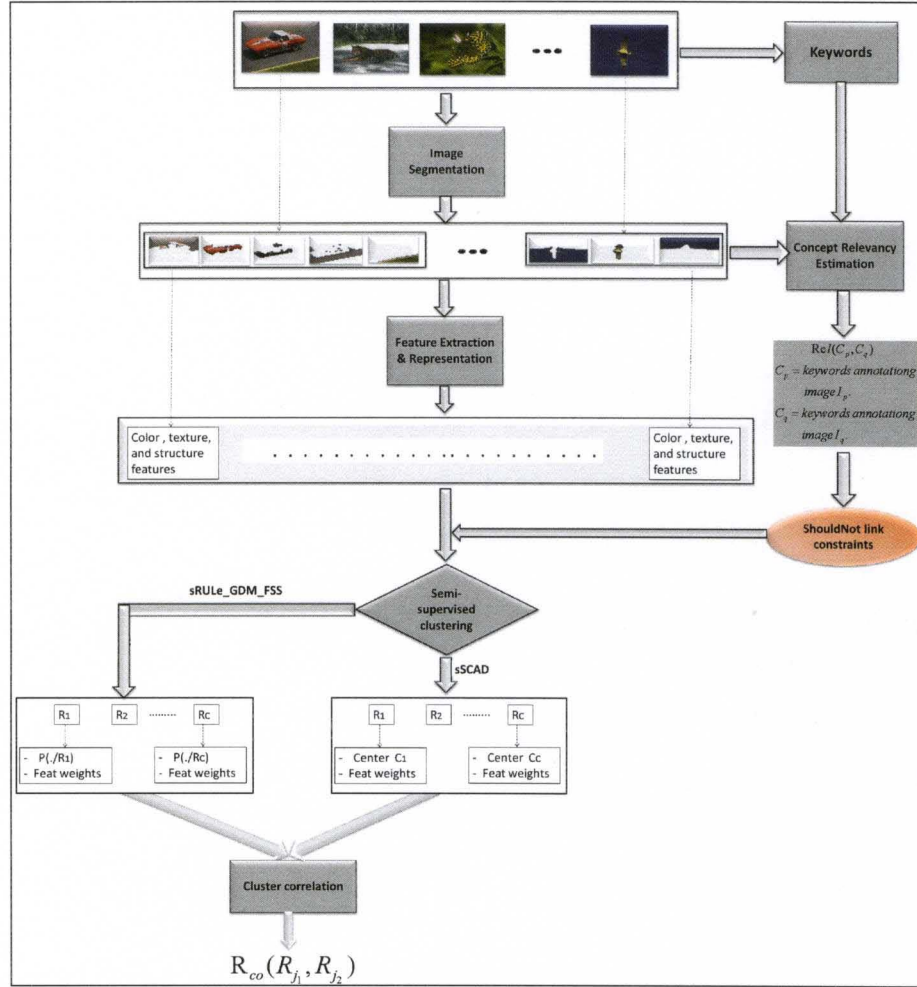 Keywords
Image
Segmentation
Concept Relevancy
Estimation
Feature Extraction
& Representation
Rel(C_p, C_q)
C_p = keywords annotationg
image I_p.
C_q = keywords annotationg
image I_q.
Color , texture,
and structure
features
Color , texture,
and structure
features
ShouldNot link
constraints
sRULe_GDM_FSS
Semi-
supervised
clustering
sSCAD
R1 R2 ......... Rc
- P(./R1)
- Feat weights
- P(./Rc)
- Feat weights
R1 R2 ......... Rc
- Center C1
- Feat weights
- Center Cc
- Feat weights
Cluster correlation
R_co(R_j1, R_j2)